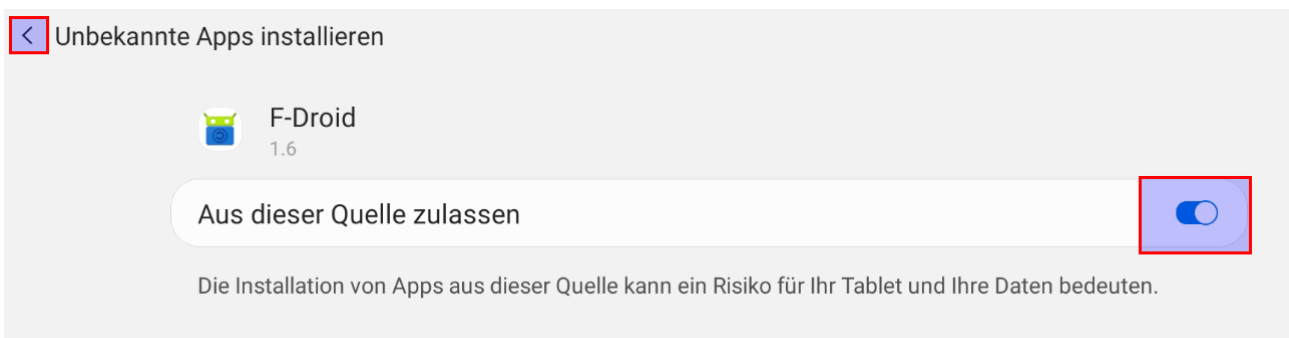 Unbekannte Apps installieren
F-Droid
1.6
Aus dieser Quelle zulassen
Die Installation von Apps aus dieser Quelle kann ein Risiko für Ihr Tablet und Ihre Daten bedeuten.